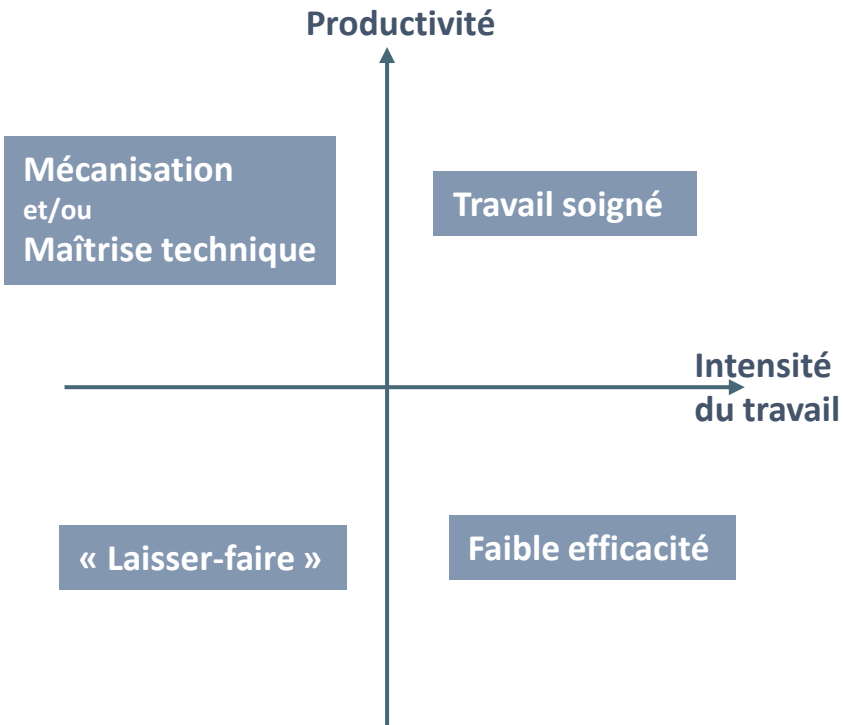 Productivité
Mécanisation
et/ou
Maîtrise technique
Travail soigné
Intensité
du travail
« Laisser-faire »
Faible efficacité